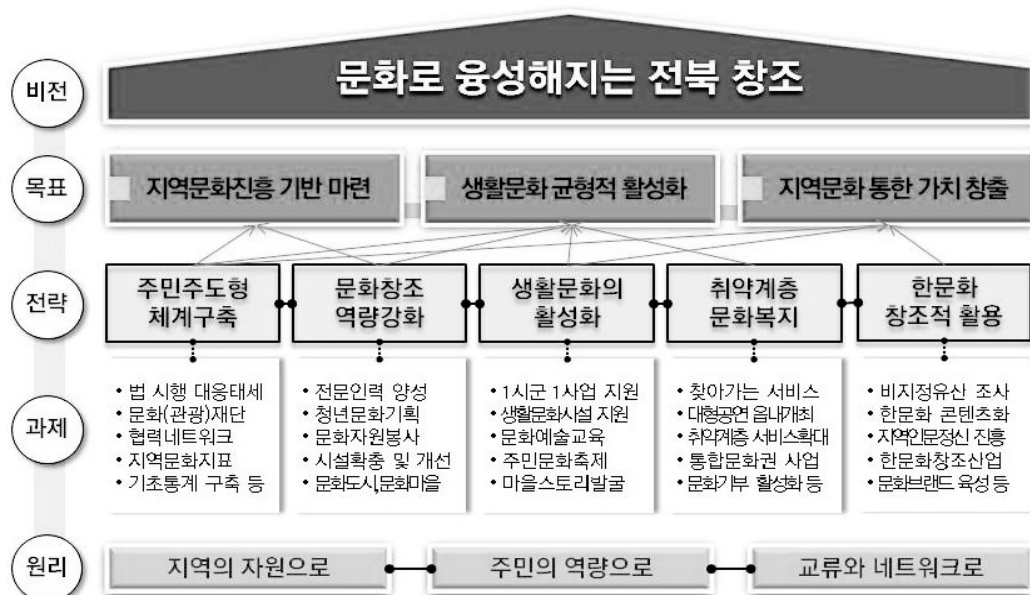 비전
문화로 융성해지는 전북 창조
목표
지역문화진흥 기반 마련
생활문화 균형적 활성화
지역문화 통한 가치 창출
전략
주민주도형
체계구축
문화창조
역량강화
생활문화의
활성화
취약계층
문화복지
한문화
창조적 활용
과제
• 법 시행 대응태세
• 문화(관광)재단
• 협력네트워크
• 지역문화지표
• 기초통계 구축 등
• 전문인력 양성
• 청년문화기획
• 문화자원봉사
• 시설확충 및 개선
• 문화도시,문화마을
• 1시군 1사업 지원
• 생활문화시설 지원
• 문화예술교육
• 주민문화축제
• 마을스토리발굴
• 찾아가는 서비스
• 대형공연 읍내개최
• 취약계층 서비스확대
• 통합문화권 사업
• 문화기부 활성화 등
• 비지정유산 조사
• 한문화 콘텐츠화
• 지역인문정신 진흥
• 한문화창조산업
• 문화브랜드 육성 등
원리
지역의 자원으로
주민의 역량으로
교류와 네트워크로